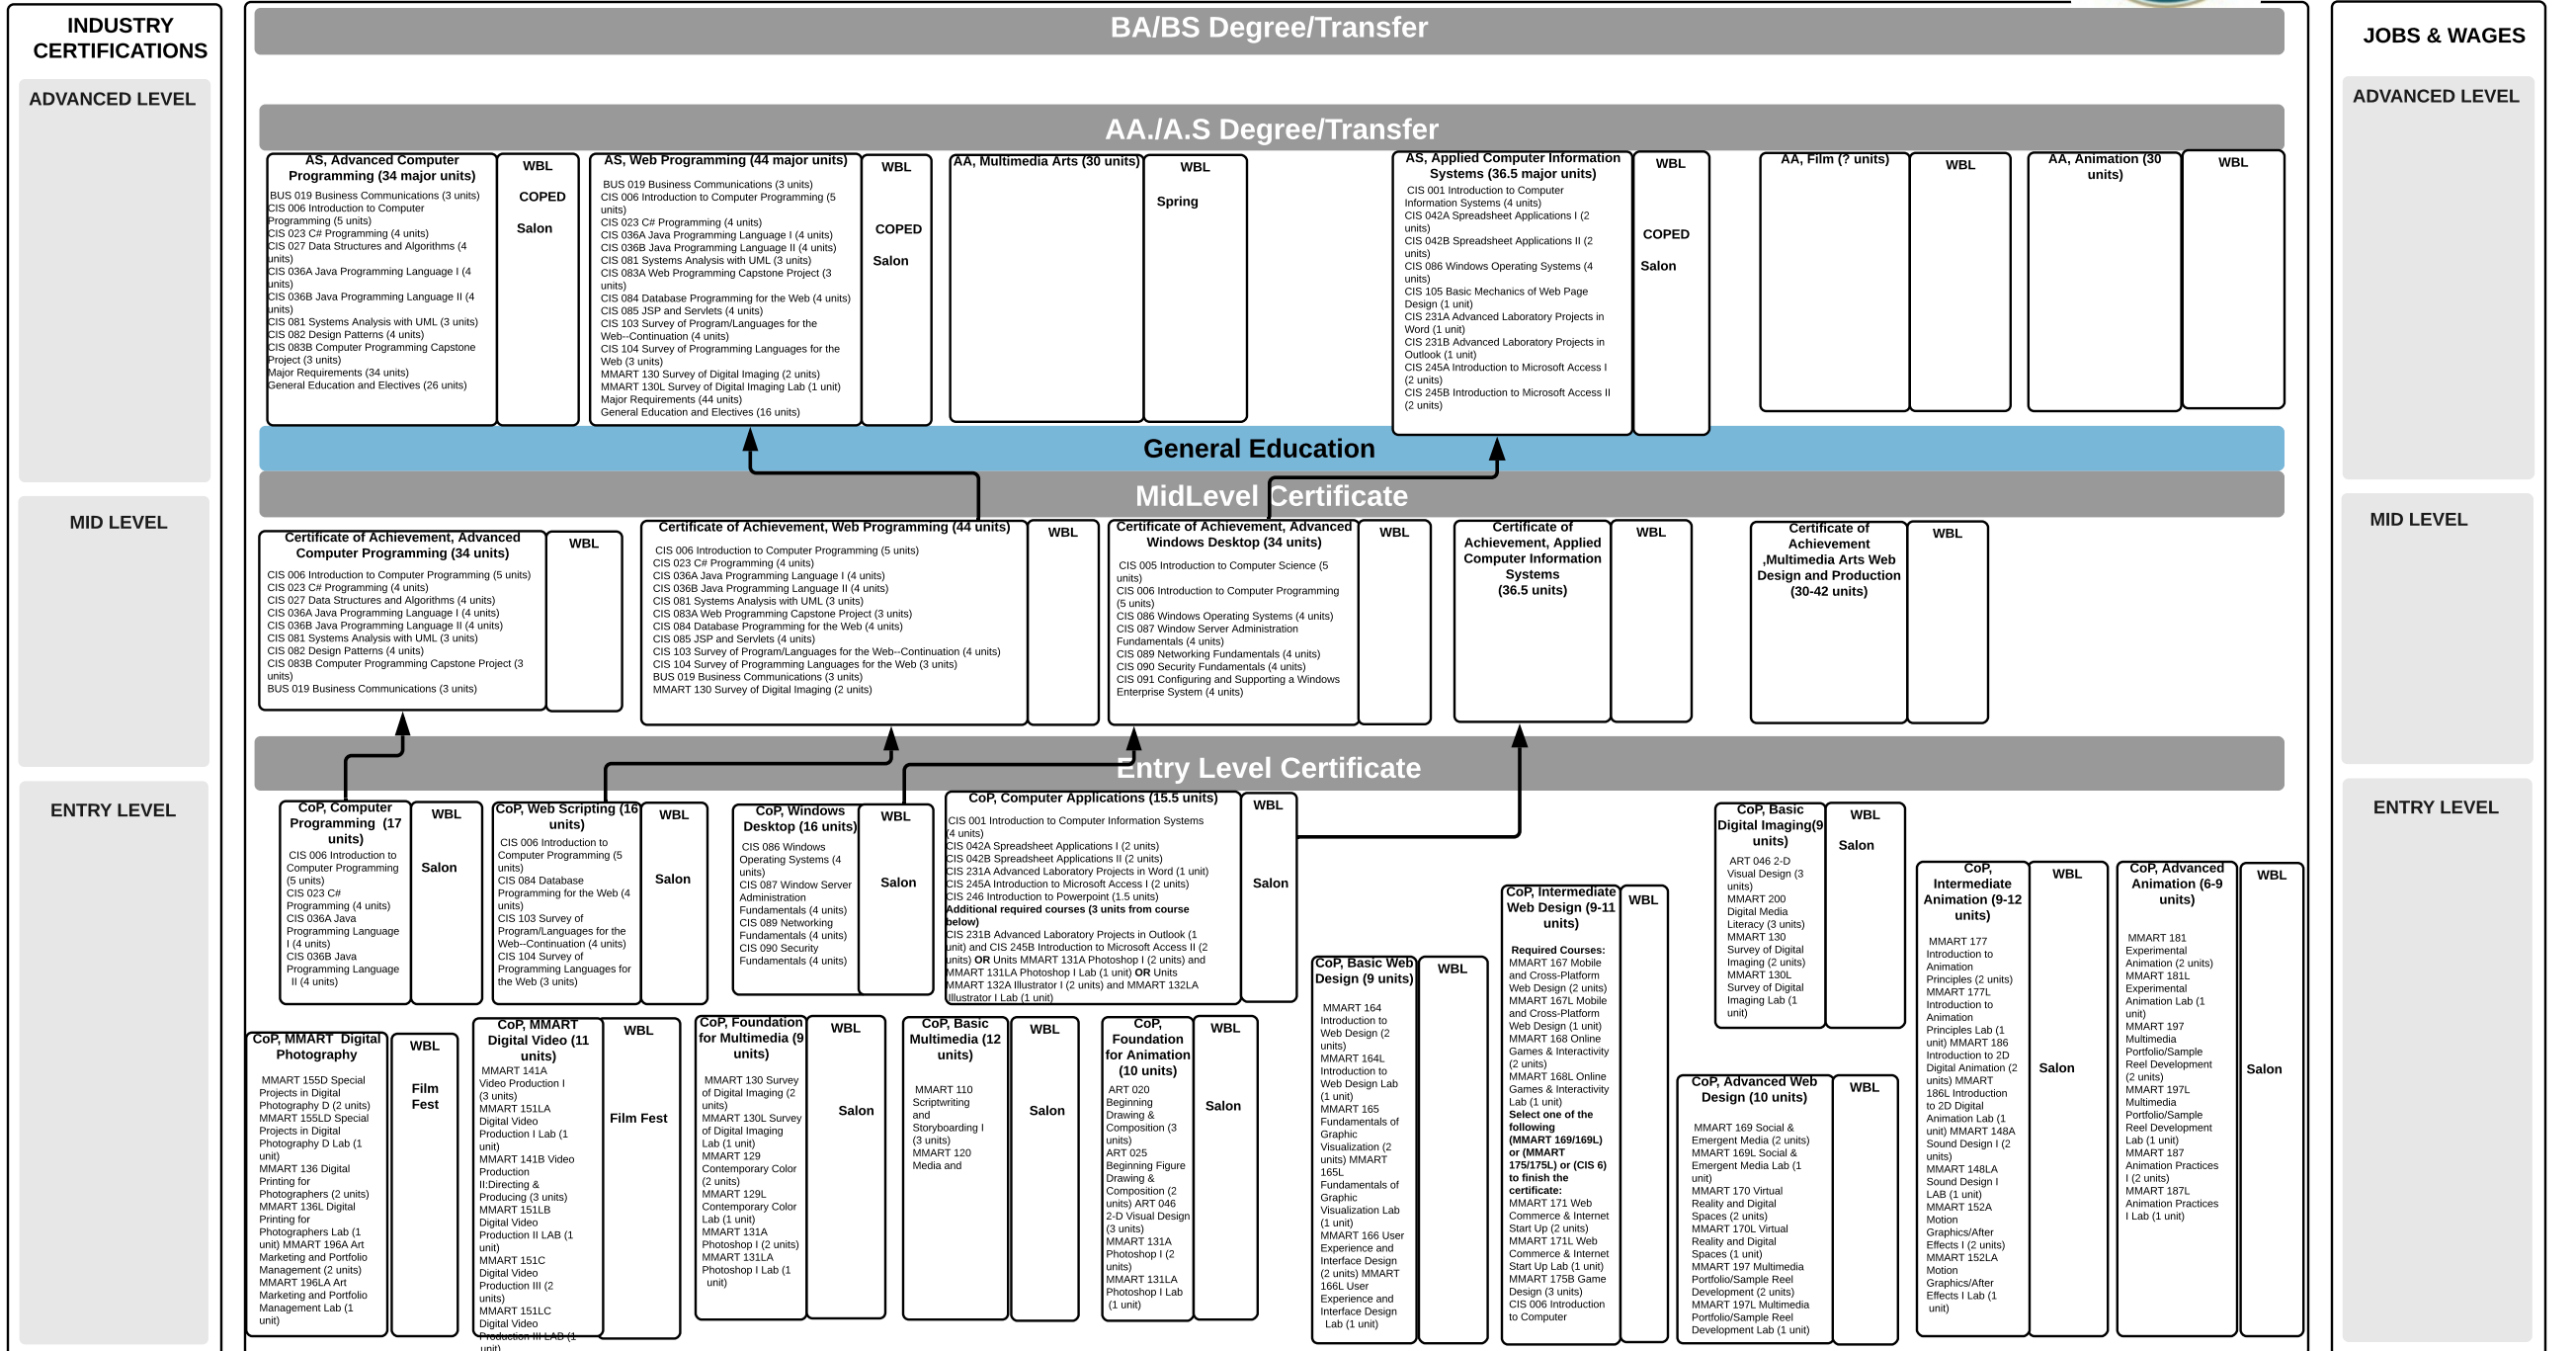 INDUSTRY
CERTIFICATIONS
ADVANCED LEVEL
MID LEVEL
ENTRY LEVEL
BA/BS Degree/Transfer
AA./A.S Degree/Transfer
AS, Advanced Computer
Programming (34 major units)
BUS 019 Business Communications (3 units)
CIS 006 Introduction to Computer
Programming (5 units)
CIS 023 C# Programming (4 units)
CIS 027 Data Structures and Algorithms (4
units)
CIS 036A Java Programming Language I (4
units)
CIS 036B Java Programming Language II (4
units)
CIS 081 Systems Analysis with UML (3 units)
CIS 082 Design Patterns (4 units)
CIS 083B Computer Programming Capstone
Project (3 units)
Major Requirements (34 units)
General Education and Electives (26 units)
WBL
COPED
Salon
AS, Web Programming (44 major units)
BUS 019 Business Communications (3 units)
CIS 006 Introduction to Computer Programming (5
units)
CIS 023 C# Programming (4 units)
CIS 036A Java Programming Language I (4 units)
CIS 036B Java Programming Language II (4 units)
CIS 081 Systems Analysis with UML (3 units)
CIS 083A Web Programming Capstone Project (3
units)
CIS 084 Database Programming for the Web (4 units)
CIS 085 JSP and Servlets (4 units)
CIS 103 Survey of Program/Languages for the
Web--Continuation (4 units)
CIS 104 Survey of Programming Languages for the
Web (3 units)
MMART 130 Survey of Digital Imaging (2 units)
MMART 130L Survey of Digital Imaging Lab (1 unit)
Major Requirements (44 units)
General Education and Electives (16 units)
WBL
COPED
Salon
AA, Multimedia Arts (30 units)
WBL
Spring
AS, Applied Computer Information
Systems (36.5 major units)
CIS 001 Introduction to Computer
Information Systems (4 units)
CIS 042A Spreadsheet Applications I (2
units)
CIS 042B Spreadsheet Applications II (2
units)
CIS 086 Windows Operating Systems (4
units)
CIS 105 Basic Mechanics of Web Page
Design (1 unit)
CIS 231A Advanced Laboratory Projects in
Word (1 unit)
CIS 231B Advanced Laboratory Projects in
Outlook (1 unit)
CIS 245A Introduction to Microsoft Access I
(2 units)
CIS 245B Introduction to Microsoft Access II
(2 units)
WBL
COPED
Salon
AA, Film (? units)
WBL
AA, Animation (30
units)
WBL
General Education
MidLevel Certificate
Certificate of Achievement, Advanced
Computer Programming (34 units)
CIS 006 Introduction to Computer Programming (5 units)
CIS 023 C# Programming (4 units)
CIS 027 Data Structures and Algorithms (4 units)
CIS 036A Java Programming Language I (4 units)
CIS 036B Java Programming Language II (4 units)
CIS 081 Systems Analysis with UML (3 units)
CIS 082 Design Patterns (4 units)
CIS 083B Computer Programming Capstone Project (3
units)
BUS 019 Business Communications (3 units)
WBL
Certificate of Achievement, Web Programming (44 units)
CIS 006 Introduction to Computer Programming (5 units)
CIS 023 C# Programming (4 units)
CIS 036A Java Programming Language I (4 units)
CIS 036B Java Programming Language II (4 units)
CIS 081 Systems Analysis with UML (3 units)
CIS 083A Web Programming Capstone Project (3 units)
CIS 084 Database Programming for the Web (4 units)
CIS 085 JSP and Servlets (4 units)
CIS 103 Survey of Program/Languages for the Web--Continuation (4 units)
CIS 104 Survey of Programming Languages for the Web (3 units)
BUS 019 Business Communications (3 units)
MMART 130 Survey of Digital Imaging (2 units)
WBL
Certificate of Achievement, Advanced
Windows Desktop (34 units)
CIS 005 Introduction to Computer Science (5
units)
CIS 006 Introduction to Computer Programming
(5 units)
CIS 086 Windows Operating Systems (4 units)
CIS 087 Window Server Administration
Fundamentals (4 units)
CIS 089 Networking Fundamentals (4 units)
CIS 090 Security Fundamentals (4 units)
CIS 091 Configuring and Supporting a Windows
Enterprise System (4 units)
WBL
Certificate of
Achievement, Applied
Computer Information
Systems
(36.5 units)
WBL
Certificate of
Achievement
,Multimedia Arts Web
Design and Production
(30-42 units)
WBL
Entry Level Certificate
CoP, Computer
Programming (17
units)
CIS 006 Introduction to
Computer Programming
(5 units)
CIS 023 C#
Programming (4 units)
CIS 036A Java
Programming Language
I (4 units)
CIS 036B Java
Programming Language
II (4 units)
WBL
Salon
CoP, Web Scripting (16
units)
CIS 006 Introduction to
Computer Programming (5
units)
CIS 084 Database
Programming for the Web (4
units)
CIS 103 Survey of
Program/Languages for the
Web--Continuation (4 units)
CIS 104 Survey of
Programming Languages for
the Web (3 units)
WBL
Salon
CoP, Windows
Desktop (16 units)
CIS 086 Windows
Operating Systems (4
units)
CIS 087 Window Server
Administration
Fundamentals (4 units)
CIS 089 Networking
Fundamentals (4 units)
CIS 090 Security
Fundamentals (4 units)
WBL
Salon
CoP, Computer Applications (15.5 units)
CIS 001 Introduction to Computer Information Systems
(4 units)
CIS 042A Spreadsheet Applications I (2 units)
CIS 042B Spreadsheet Applications II (2 units)
CIS 231A Advanced Laboratory Projects in Word (1 unit)
CIS 245A Introduction to Microsoft Access I (2 units)
CIS 246 Introduction to Powerpoint (1.5 units)
Additional required courses (3 units from course
below)
CIS 231B Advanced Laboratory Projects in Outlook (1
unit) and CIS 245B Introduction to Microsoft Access II (2
units) OR Units MMART 131A Photoshop I (2 units) and
MMART 131LA Photoshop I Lab (1 unit) OR Units
MMART 132A Illustrator I (2 units) and MMART 132LA
Illustrator I Lab (1 unit)
WBL
Salon
CoP, Basic Web
Design (9 units)
MMART 164
Introduction to
Web Design (2
units)
MMART 164L
Introduction to
Web Design Lab
(1 unit)
MMART 165
Fundamentals of
Graphic
Visualization (2
units) MMART
165L
Fundamentals of
Graphic
Visualization Lab
(1 unit)
MMART 166 User
Experience and
Interface Design
(2 units) MMART
166L User
Experience and
Interface Design
Lab (1 unit)
WBL
CoP, Intermediate
Web Design (9-11
units)
Required Courses:
MMART 167 Mobile
and Cross-Platform
Web Design (2 units)
MMART 167L Mobile
and Cross-Platform
Web Design (1 unit)
MMART 168 Online
Games & Interactivity
(2 units)
MMART 168L Online
Games & Interactivity
Lab (1 unit)
Select one of the
following
(MMART 169/169L)
or (MMART
175/175L) or (CIS 6)
to finish the
certificate:
MMART 171 Web
Commerce & Internet
Start Up (2 units)
MMART 171L Web
Commerce & Internet
Start Up Lab (1 unit)
MMART 175B Game
Design (3 units)
CIS 006 Introduction
to Computer
WBL
CoP, Basic
Digital Imaging(9
units)
ART 046 2-D
Visual Design (3
units)
MMART 200
Digital Media
Literacy (3 units)
MMART 130
Survey of Digital
Imaging (2 units)
MMART 130L
Survey of Digital
Imaging Lab (1
unit)
WBL
Salon
CoP, Advanced Web
Design (10 units)
MMART 169 Social &
Emergent Media (2 units)
MMART 169L Social &
Emergent Media Lab (1
unit)
MMART 170 Virtual
Reality and Digital
Spaces (2 units)
MMART 170L Virtual
Reality and Digital
Spaces (1 unit)
MMART 197 Multimedia
Portfolio/Sample Reel
Development (2 units)
MMART 197L Multimedia
Portfolio/Sample Reel
Development Lab (1 unit)
WBL
CoP,
Intermediate
Animation (9-12
units)
MMART 177
Introduction to
Animation
Principles (2 units)
MMART 177L
Introduction to
Animation
Principles Lab (1
unit) MMART 186
Introduction to 2D
Digital Animation (2
units) MMART
186L Introduction
to 2D Digital
Animation Lab (1
unit) MMART 148A
Sound Design I (2
units)
MMART 148LA
Sound Design I
LAB (1 unit)
MMART 152A
Motion
Graphics/After
Effects I (2 units)
MMART 152LA
Motion
Graphics/After
Effects I Lab (1
unit)
WBL
Salon
CoP, Advanced
Animation (6-9
units)
MMART 181
Experimental
Animation (2 units)
MMART 181L
Experimental
Animation Lab (1
unit)
MMART 197
Multimedia
Portfolio/Sample
Reel Development
(2 units)
MMART 197L
Multimedia
Portfolio/Sample
Reel Development
Lab (1 unit)
MMART 187
Animation Practices
I (2 units)
MMART 187L
Animation Practices
I Lab (1 unit)
WBL
Salon
CoP, MMART Digital
Photography
MMART 155D Special
Projects in Digital
Photography D (2 units)
MMART 155LD Special
Projects in Digital
Photography D Lab (1
unit)
MMART 136 Digital
Printing for
Photographers (2 units)
MMART 136L Digital
Printing for
Photographers Lab (1
unit) MMART 196A Art
Marketing and Portfolio
Management (2 units)
MMART 196LA Art
Marketing and Portfolio
Management Lab (1
unit)
WBL
Film
Fest
CoP, MMART
Digital Video (11
units)
MMART 141A
Video Production I
(3 units)
MMART 151LA
Digital Video
Production I Lab (1
unit)
MMART 141B Video
Production
II:Directing &
Producing (3 units)
MMART 151LB
Digital Video
Production II LAB (1
unit)
MMART 151C
Digital Video
Production III (2
units)
MMART 151LC
Digital Video
Production III LAB (1
unit)
WBL
Film Fest
CoP, Foundation
for Multimedia (9
units)
MMART 130 Survey
of Digital Imaging (2
units)
MMART 130L Survey
of Digital Imaging
Lab (1 unit)
MMART 129
Contemporary Color
(2 units)
MMART 129L
Contemporary Color
Lab (1 unit)
MMART 131A
Photoshop I (2 units)
MMART 131LA
Photoshop I Lab (1
unit)
WBL
Salon
CoP, Basic
Multimedia (12
units)
MMART 110
Scriptwriting
and
Storyboarding I
(3 units)
MMART 120
Media and
WBL
Salon
CoP,
Foundation
for Animation
(10 units)
ART 020
Beginning
Drawing &
Composition (3
units)
ART 025
Beginning Figure
Drawing &
Composition (2
units) ART 046
2-D Visual Design
(3 units)
MMART 131A
Photoshop I (2
units)
MMART 131LA
Photoshop I Lab
(1 unit)
WBL
Salon
JOBS & WAGES
ADVANCED LEVEL
MID LEVEL
ENTRY LEVEL